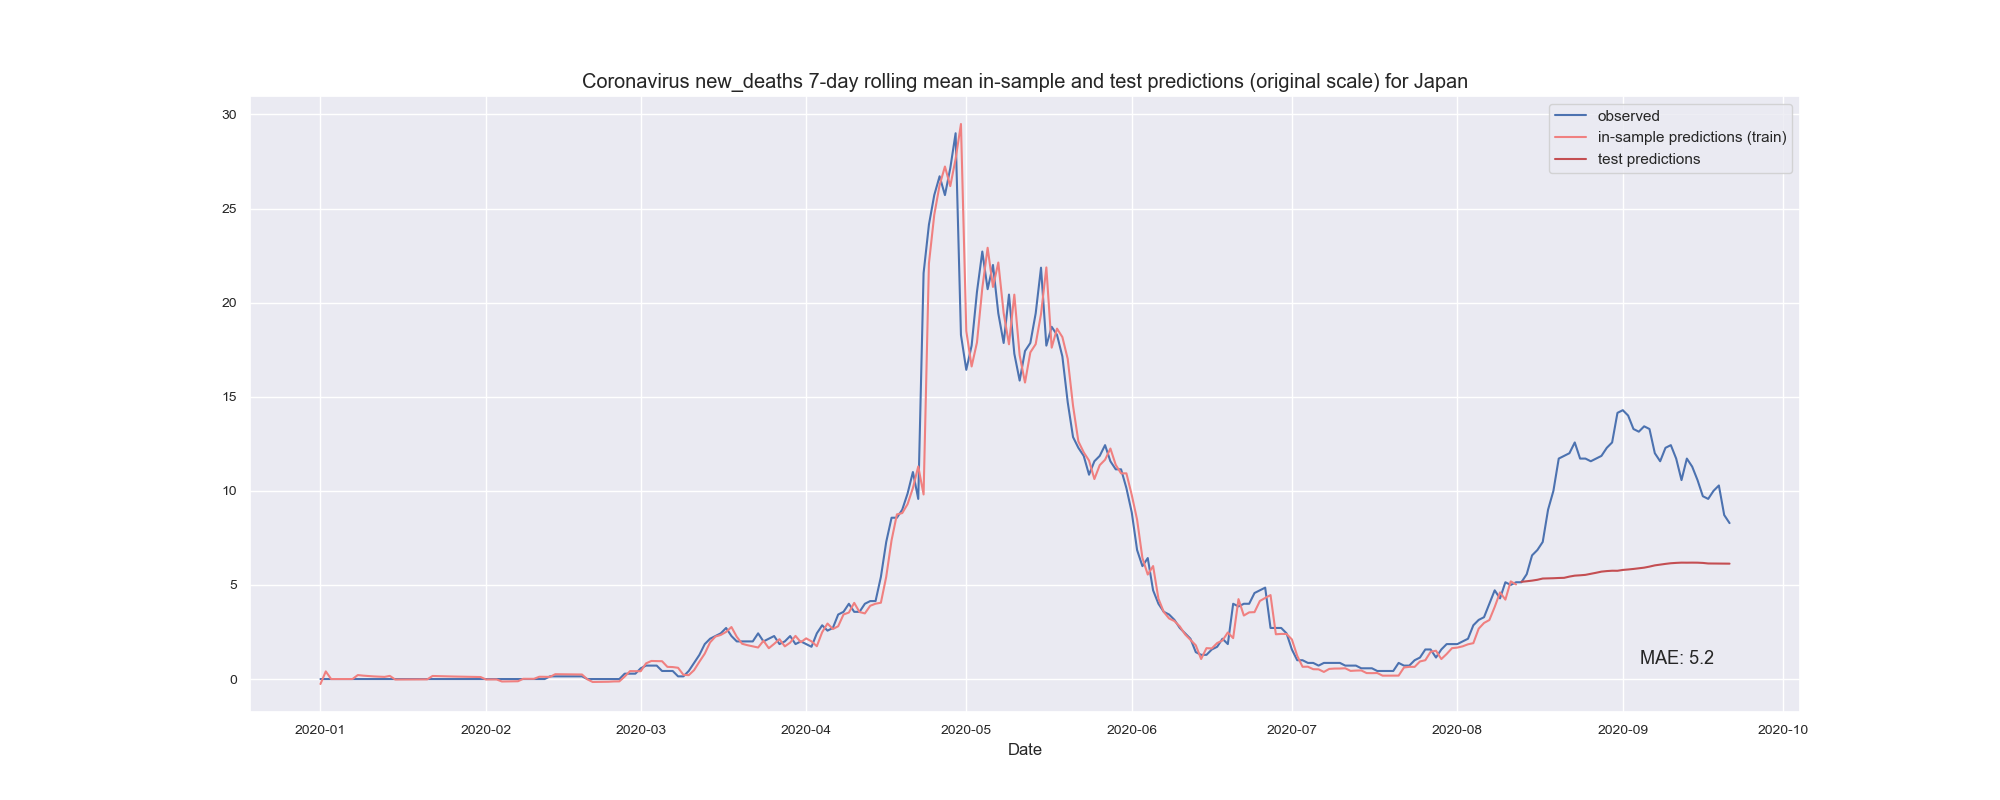 Coronavirus new_deaths 7-day rolling mean in-sample and test predictions (original scale) for Japan
30
25
20
15
10
5
0
observed
in-sample predictions (train)
test predictions
MAE: 5.2
2020-01 2020-02 2020-03 2020-04 2020-05 2020-06 2020-07 2020-08 2020-09 2020-10
Date